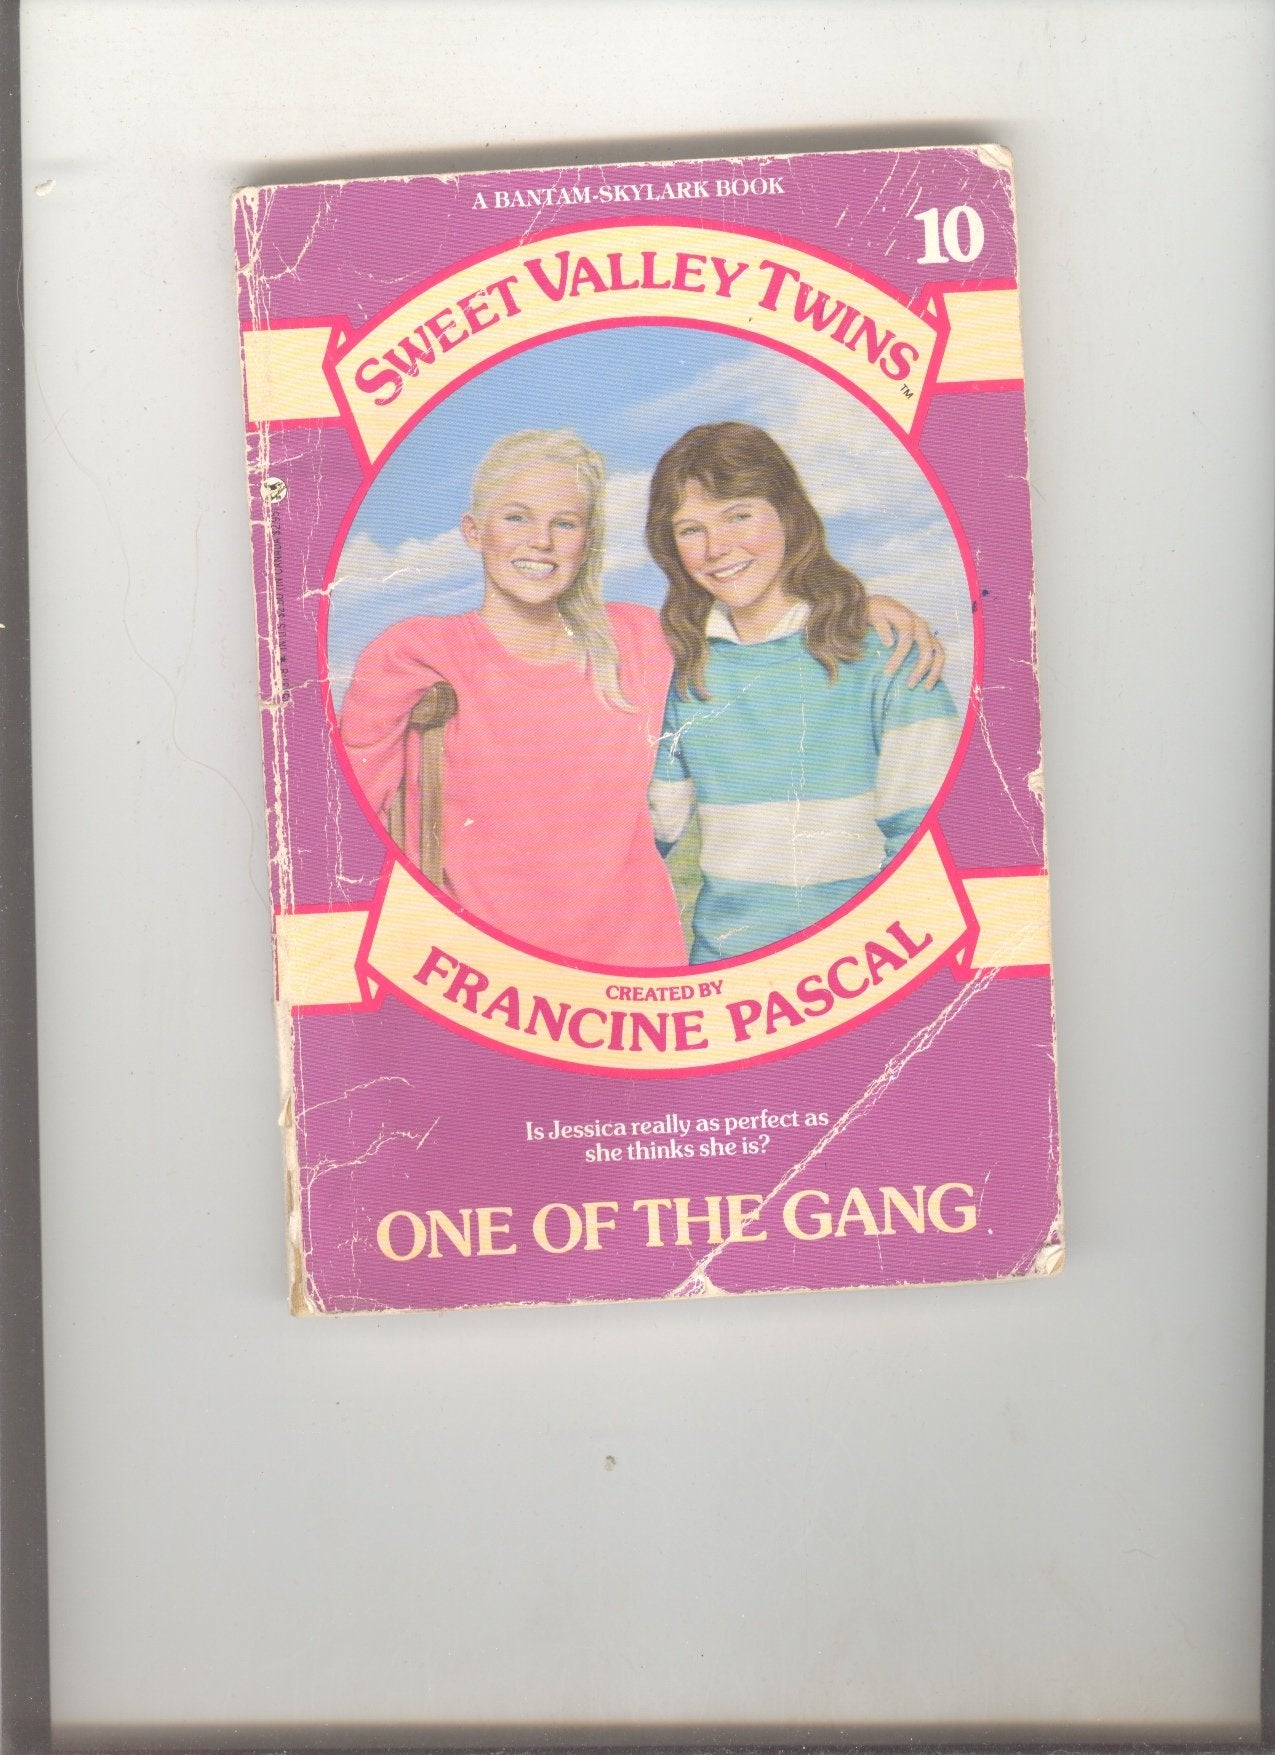 A BANTAM-SKYLARK BOOK
10
SWEET VALLEY TWINS
TM
CREATED BY
FRANCINE PASCAL
Is Jessica really as perfect as
she thinks she is?
ONE OF THE GANG